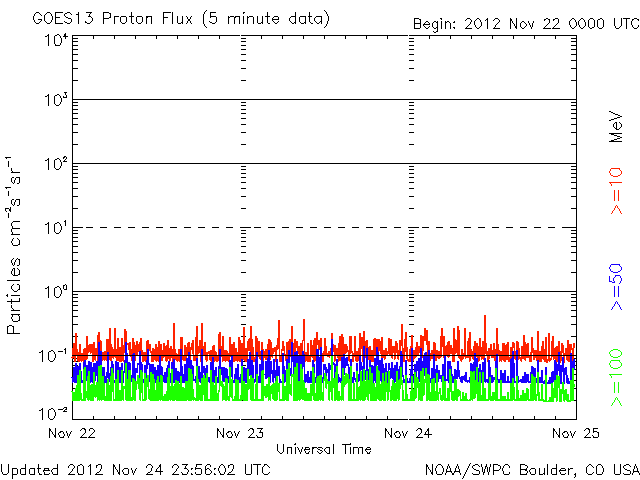 GOES13 Proton Flux (5 minute data)
Begin: 2012 Nov 22 0000 UTC
10⁴
10³
10²
10¹
10⁰
10⁻¹
10⁻²
Particles cm⁻²s⁻¹sr⁻¹
MeV
>=10
>=50
>=100
Nov 22 Nov 23 Nov 24 Nov 25
Universal Time
Updated 2012 Nov 24 23:56:02 UTC
NOAA/SWPC Boulder, CO USA